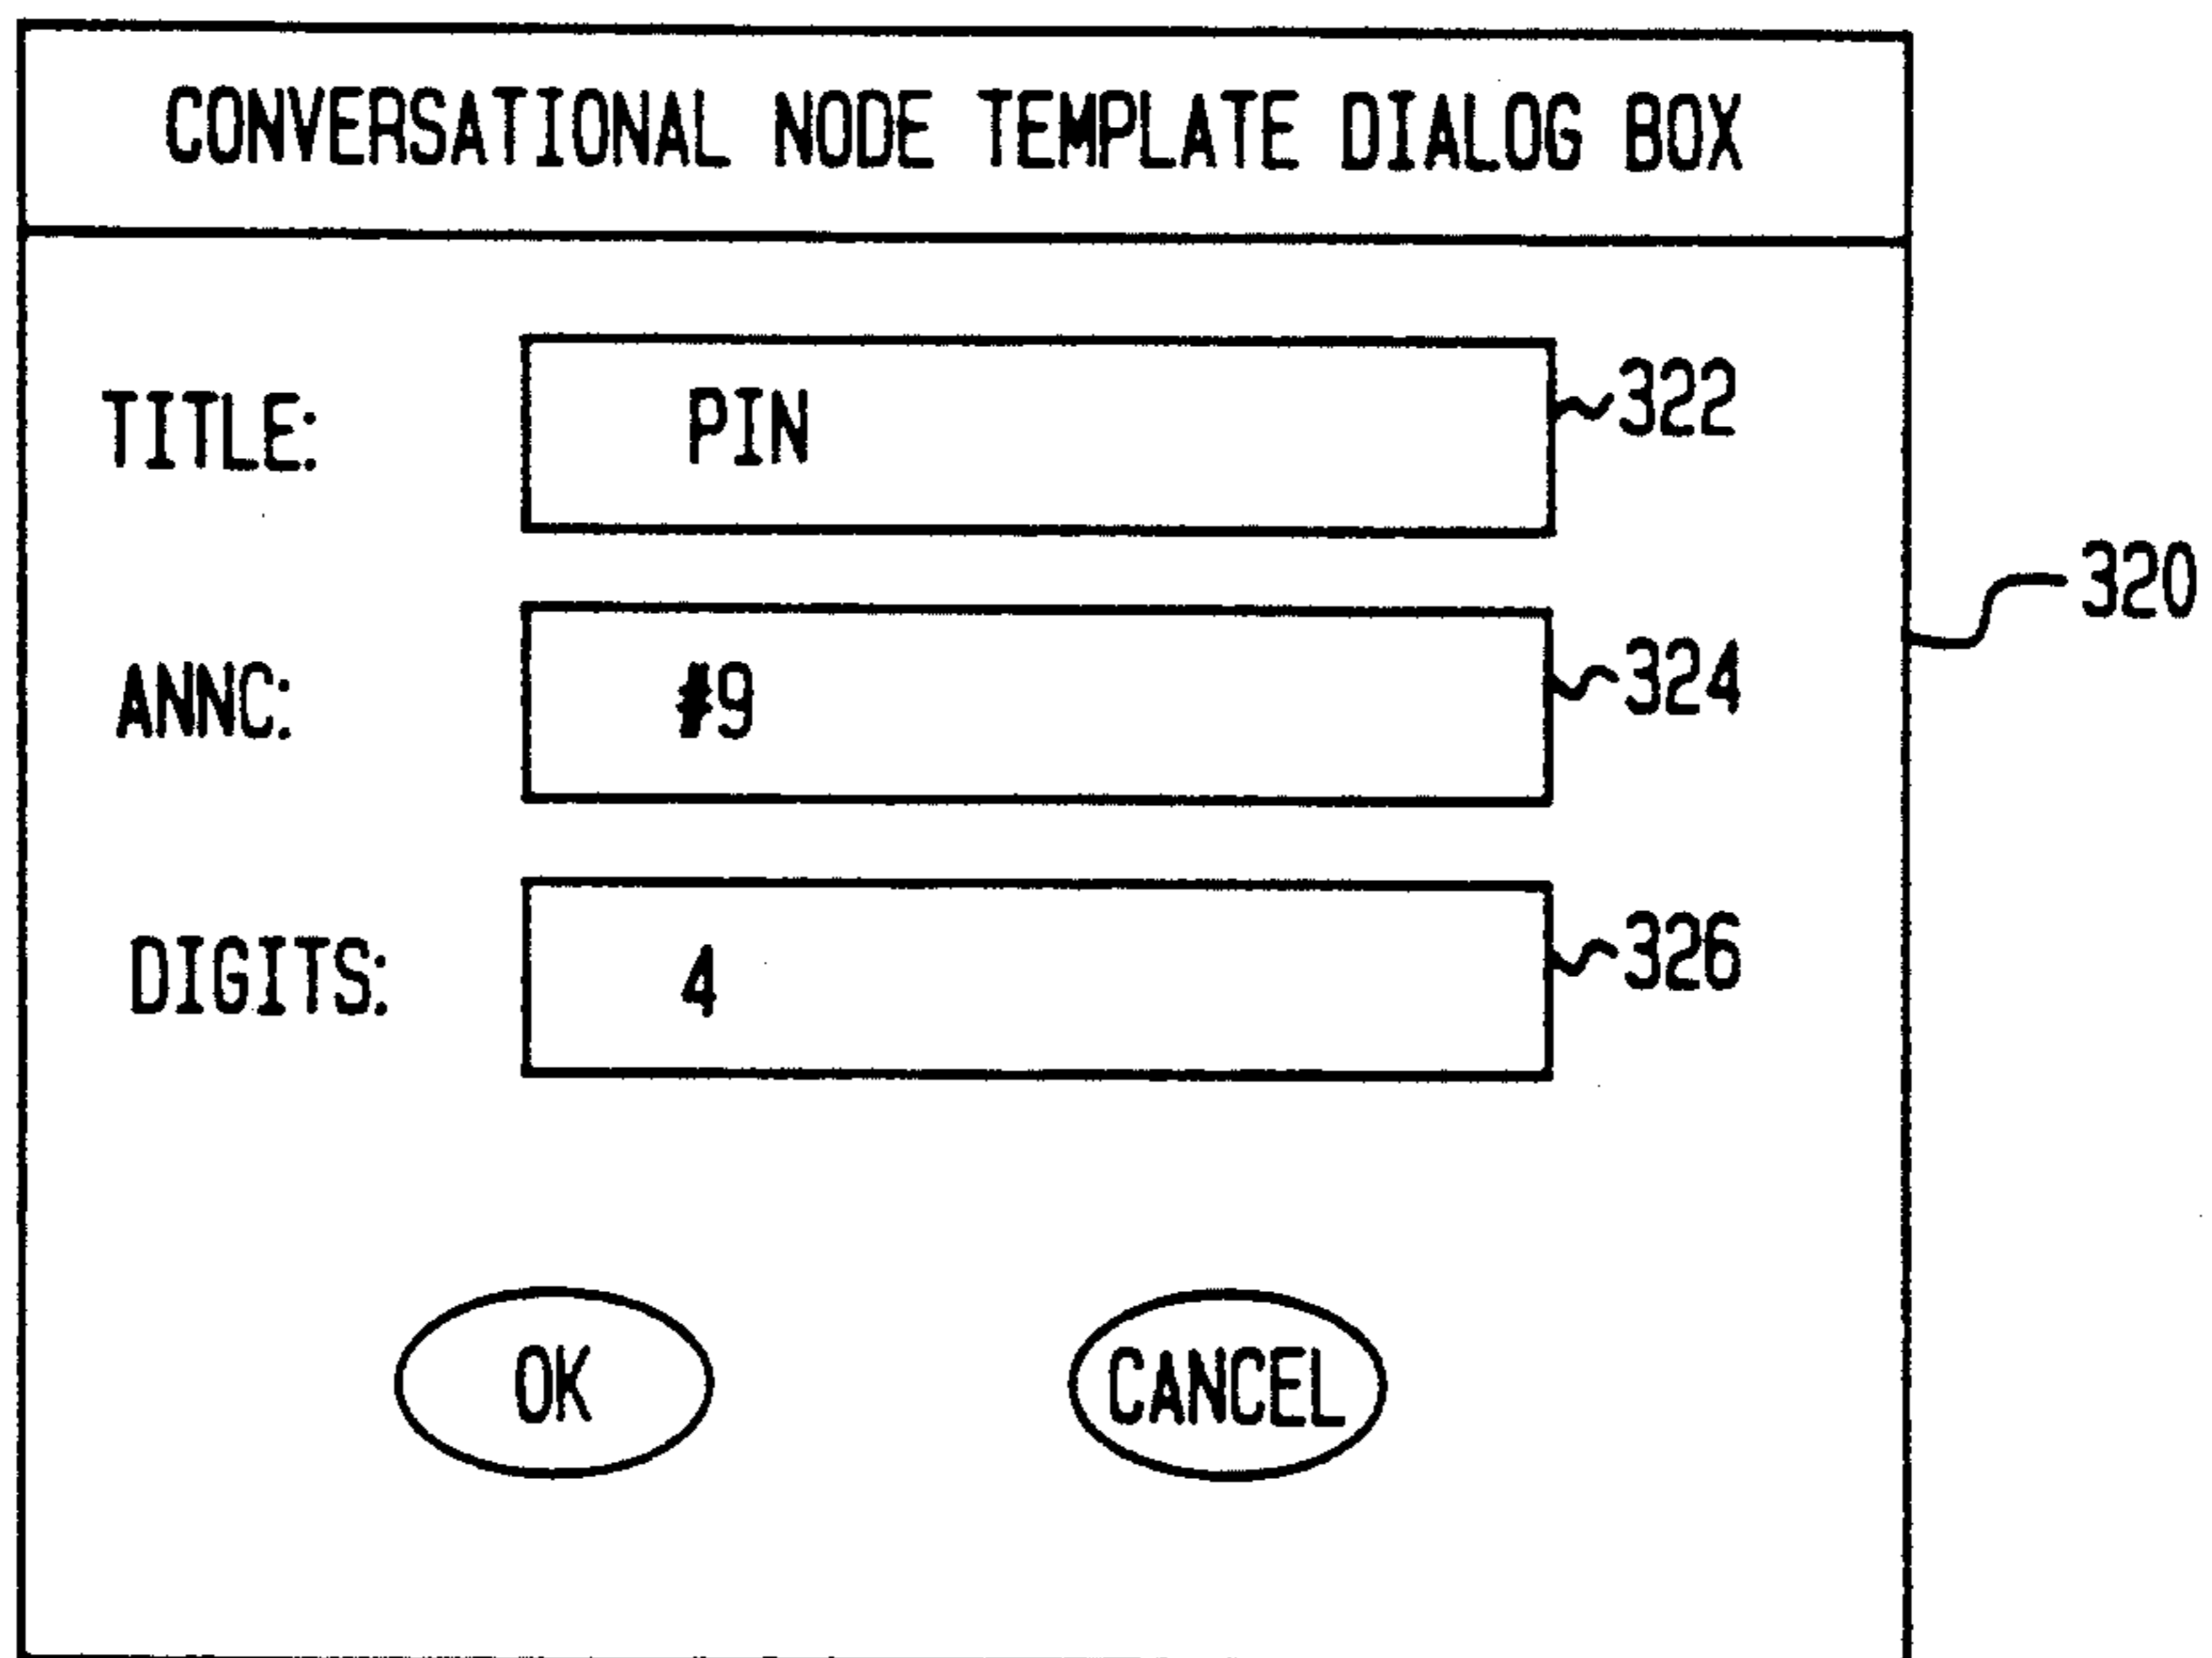 CONVERSATIONAL NODE TEMPLATE DIALOG BOX
TITLE: PIN 322
320
ANNC: #9 324
DIGITS: 4 326
OK CANCEL